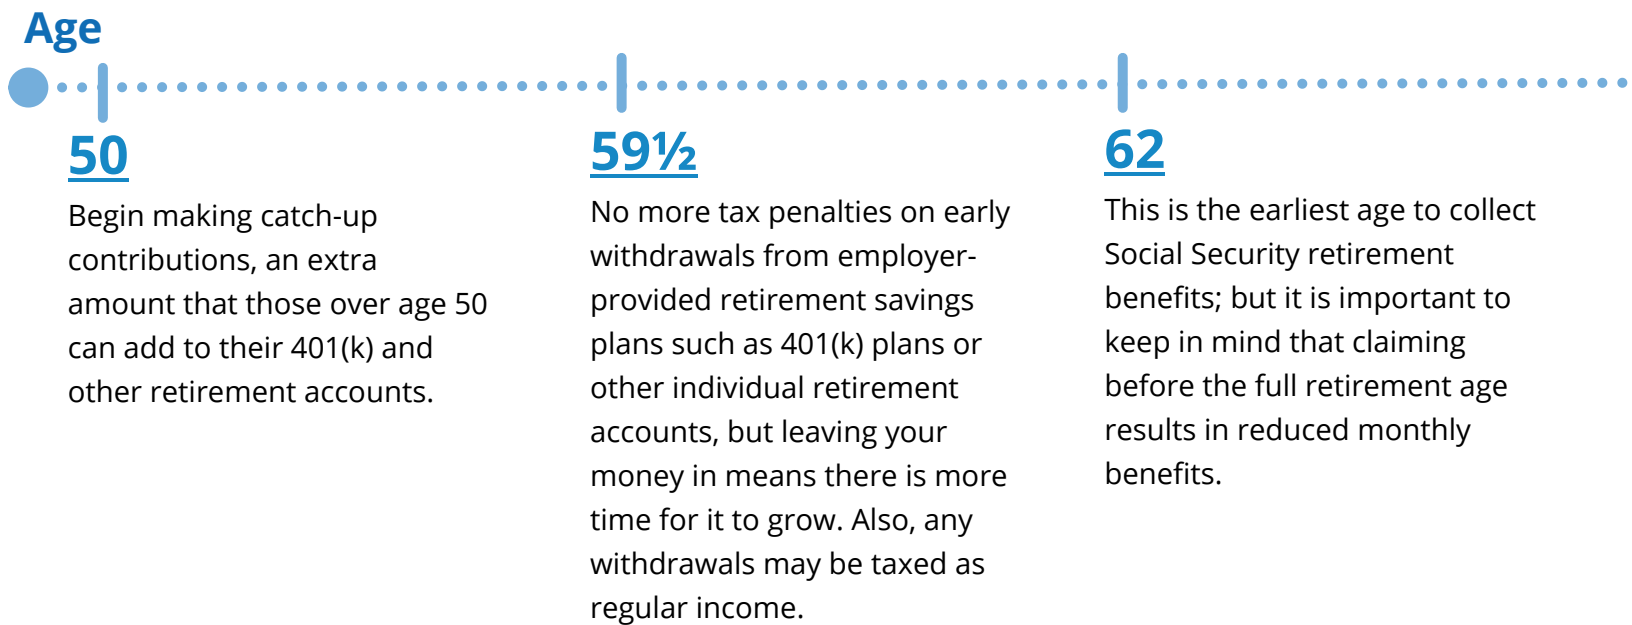 Age
50
Begin making catch-up
contributions, an extra
amount that those over age 50
can add to their 401(k) and
other retirement accounts.
59½
No more tax penalties on early
withdrawals from employer-
provided retirement savings
plans such as 401(k) plans or
other individual retirement
accounts, but leaving your
money in means there is more
time for it to grow. Also, any
withdrawals may be taxed as
regular income.
62
This is the earliest age to collect
Social Security retirement
benefits; but it is important to
keep in mind that claiming
before the full retirement age
results in reduced monthly
benefits.